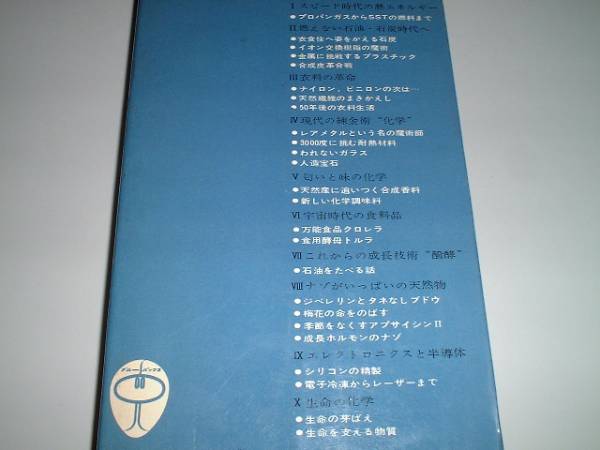 I スピード時代の熱エネルギー
●プロパンガスからSSTの燃料まで
II 燃えない石油・石炭時代へ
●衣食住へ姿をかえる石炭
●イオン交換樹脂の魔術
●金属に挑戦するプラスチック
●合成皮革合戦
III 衣料の革命
●ナイロン，ビニロンの次は…
●天然繊維のまきかえし
●50年後の衣料生活
IV 現代の錬金術 “化学”
●レアメタルという名の魔術師
●3000度に挑む耐熱材料
●われないガラス
●人造宝石
V 匂いと味の化学
●天然産に追いつく合成香料
●新しい化学調味料
VI 宇宙時代の食料品
●万能食品クロレラ
●食用酵母トルラ
VII これからの成長技術 “醗酵”
●石油をたべる話
VIII ナゾがいっぱいの天然物
●ジベレリンとタネなしブドウ
●梅花の命をのばす
●季節をなくすアブサイシンII
●成長ホルモンのナゾ
IX エレクトロニクスと半導体
●シリコンの精製
●電子冷凍からレーザーまで
X 生命の化学
●生命の芽ばえ
●生命を支える物質
ブルーバックス